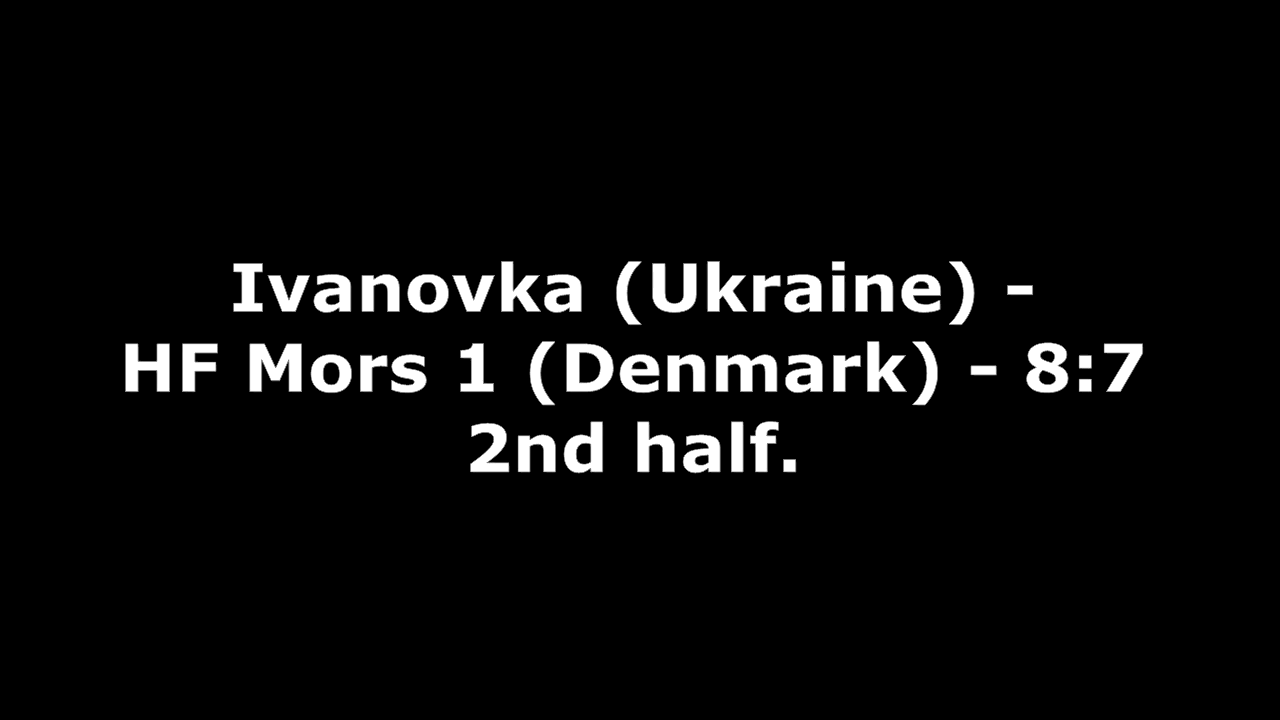 Ivanovka (Ukraine) -
HF Mors 1 (Denmark) - 8:7
2nd half.